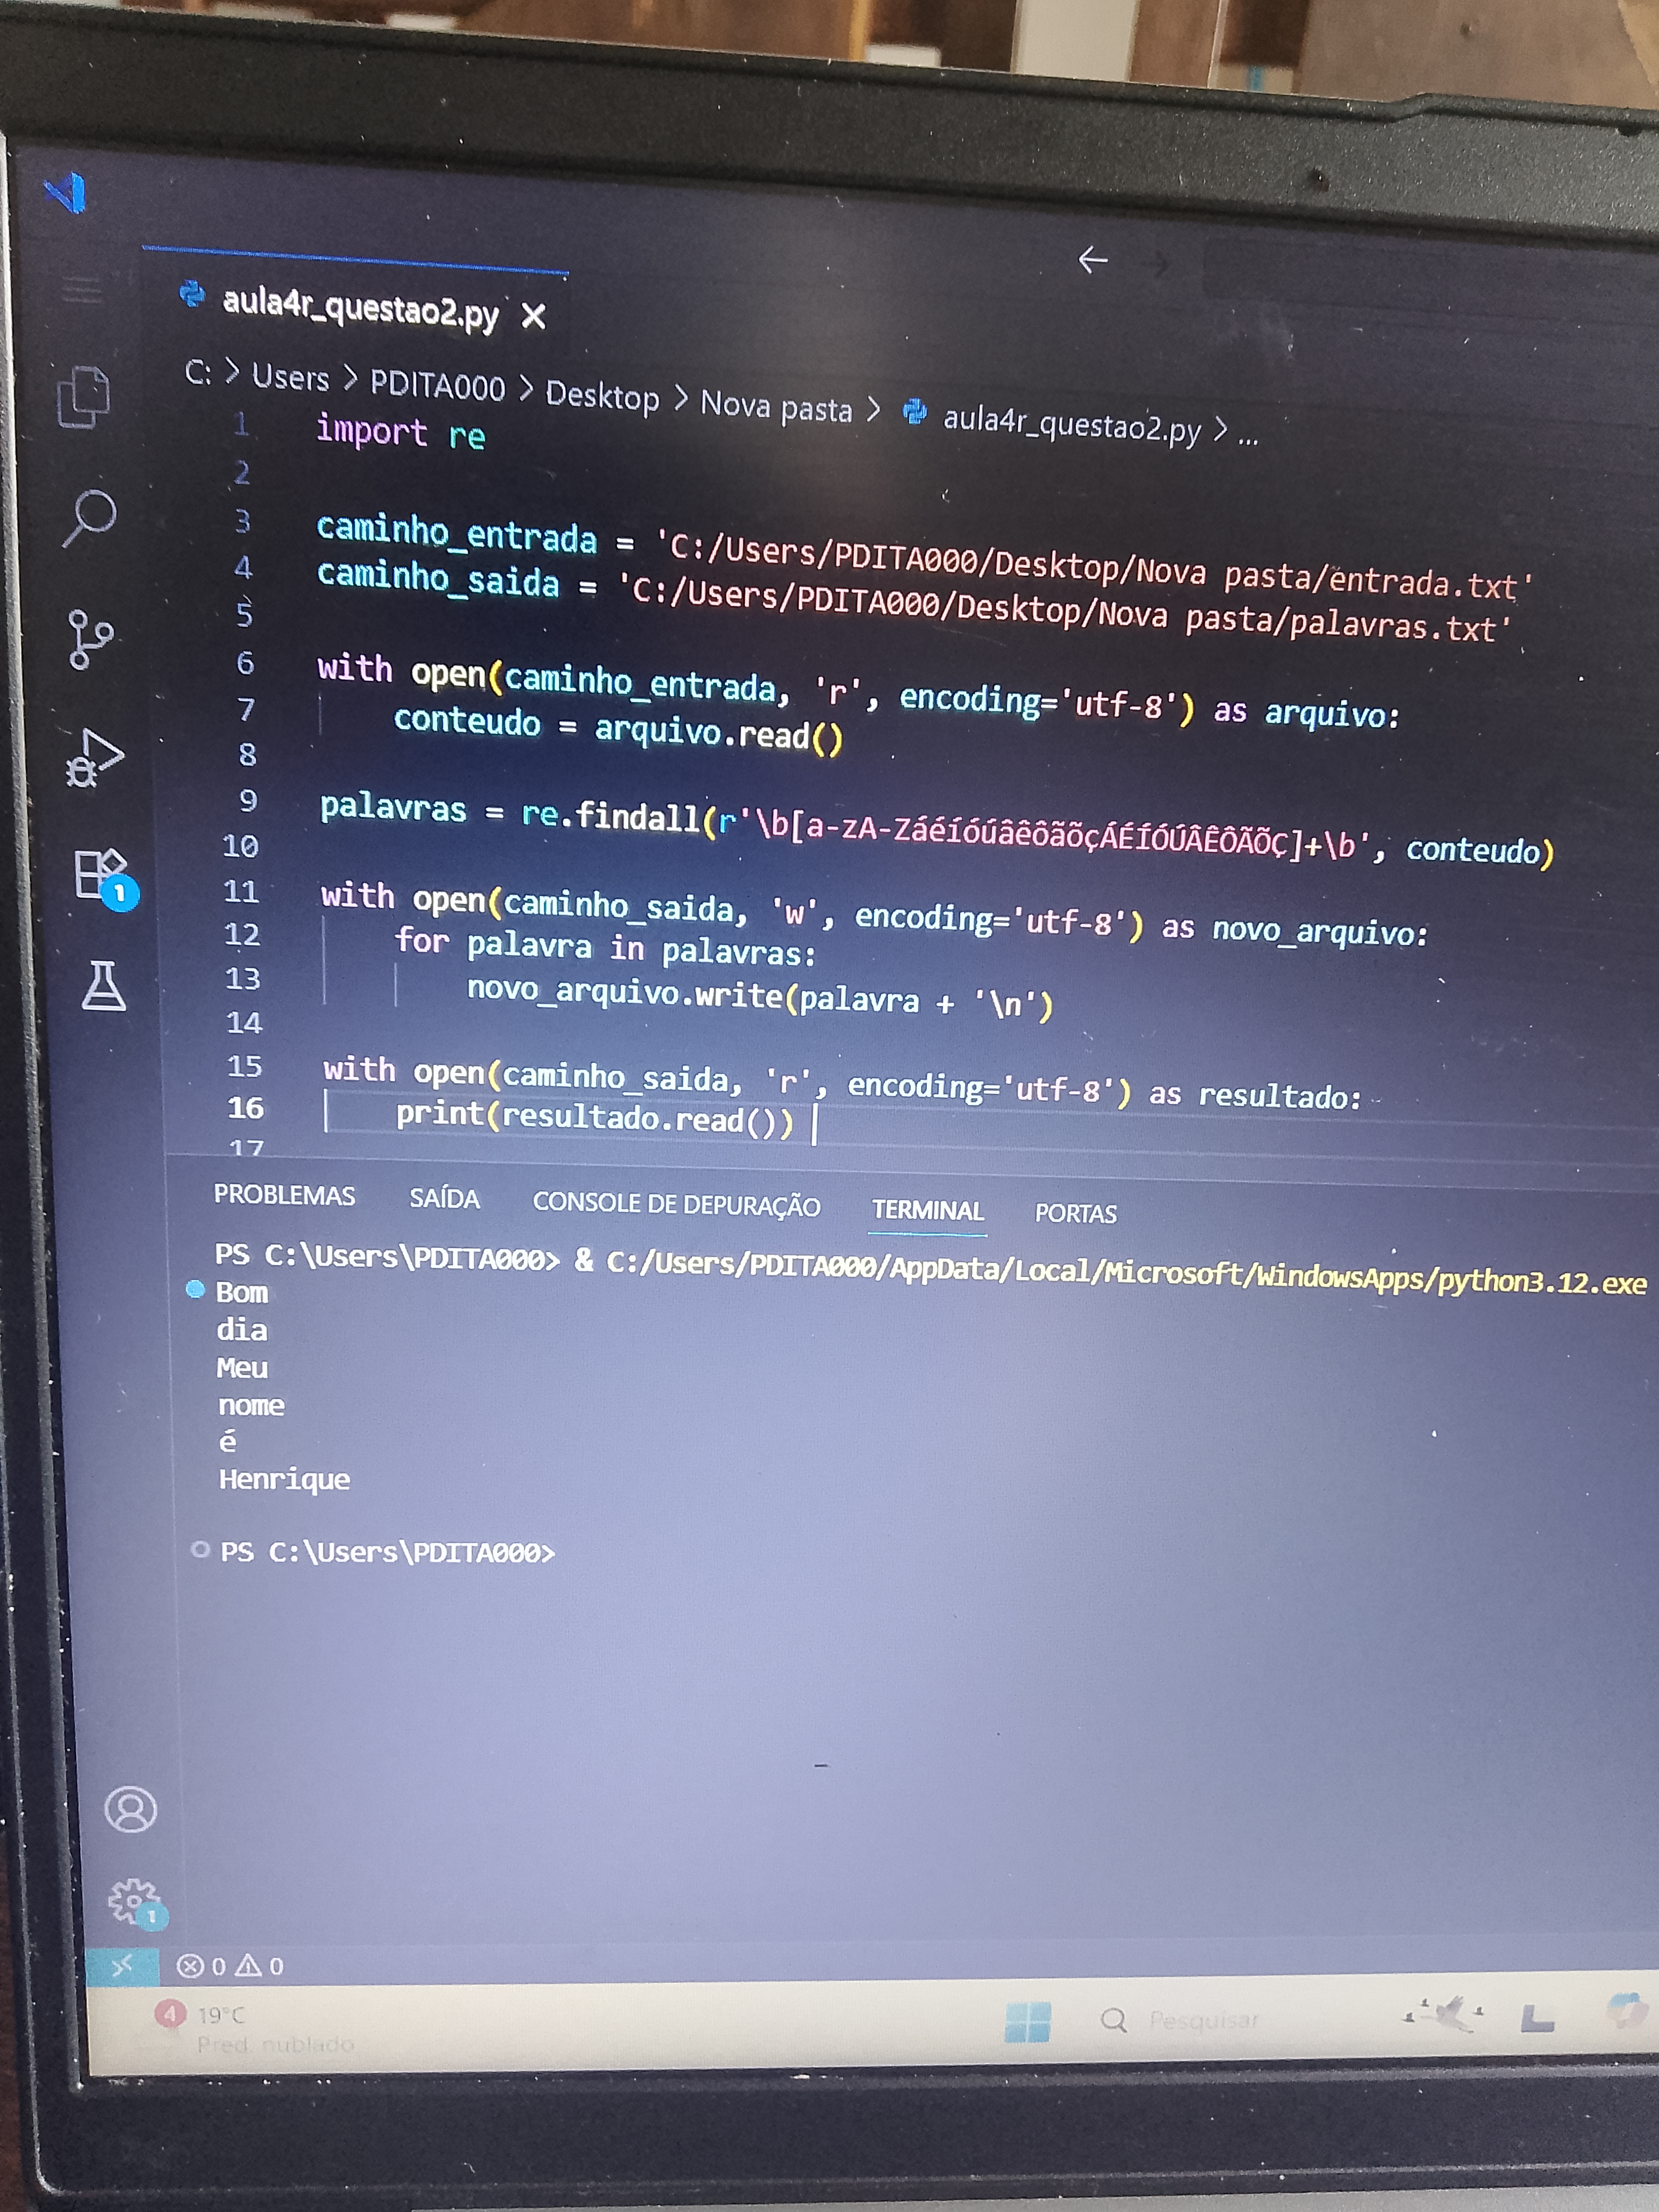 aula4r_questao2.py
C: > Users > PDITA000 > Desktop > Nova pasta > aula4r_questao2.py > ...
1 import re
2
3 caminho_entrada = 'C:/Users/PDITA000/Desktop/Nova pasta/entrada.txt'
4 caminho_saida = 'C:/Users/PDITA000/Desktop/Nova pasta/palavras.txt'
5
6 with open(caminho_entrada, 'r', encoding='utf-8') as arquivo:
7     conteudo = arquivo.read()
8
9 palavras = re.findall(r'\b[a-zA-ZáéíóúâêôãõçÁÉÍÓÚÂÊÔÃÕÇ]+\b', conteudo)
10
11 with open(caminho_saida, 'w', encoding='utf-8') as novo_arquivo:
12     for palavra in palavras:
13         novo_arquivo.write(palavra + '\n')
14
15 with open(caminho_saida, 'r', encoding='utf-8') as resultado:
16     print(resultado.read())
17
PROBLEMAS SAÍDA CONSOLE DE DEPURAÇÃO TERMINAL PORTAS
PS C:\Users\PDITA000> & C:/Users/PDITA000/AppData/Local/Microsoft/WindowsApps/python3.12.exe
Bom
dia
Meu
nome
é
Henrique
PS C:\Users\PDITA000>
1
1
0 0
4 19°C
Pred. nublado
Pesquisar